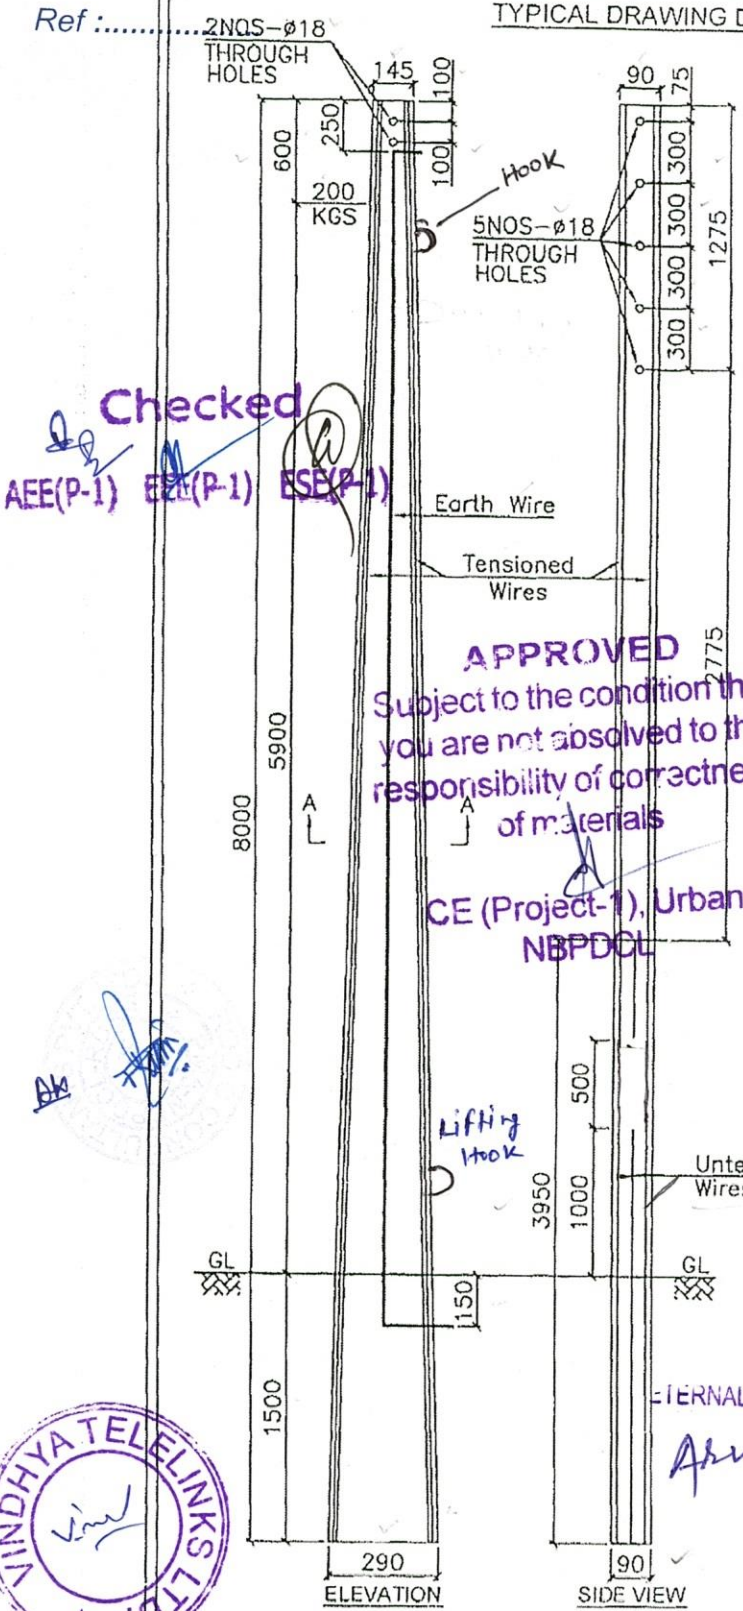 Ref :..............
TYPICAL DRAWING
2NOS-ø18
THROUGH
HOLES
145
100
100
250
600
200
KGS
Hook
90
75
300
300
300
300
1275
5NOS-ø18
THROUGH
HOLES
Checked
AEE(P-1) EEE(P-1) ESE(P-1)
Earth Wire
Tensioned
Wires
2775
APPROVED
Subject to the condition th
you are not absolved to th
responsibility of correctne
of materials
CE (Project-1), Urban
NBPDCL
5900
8000
A
A
Lifting
Hook
500
1000
3950
Unte
Wires
GL
GL
150
1500
VINDHYA TELELINKS LTD
ETERNAL
290
90
ELEVATION
SIDE VIEW